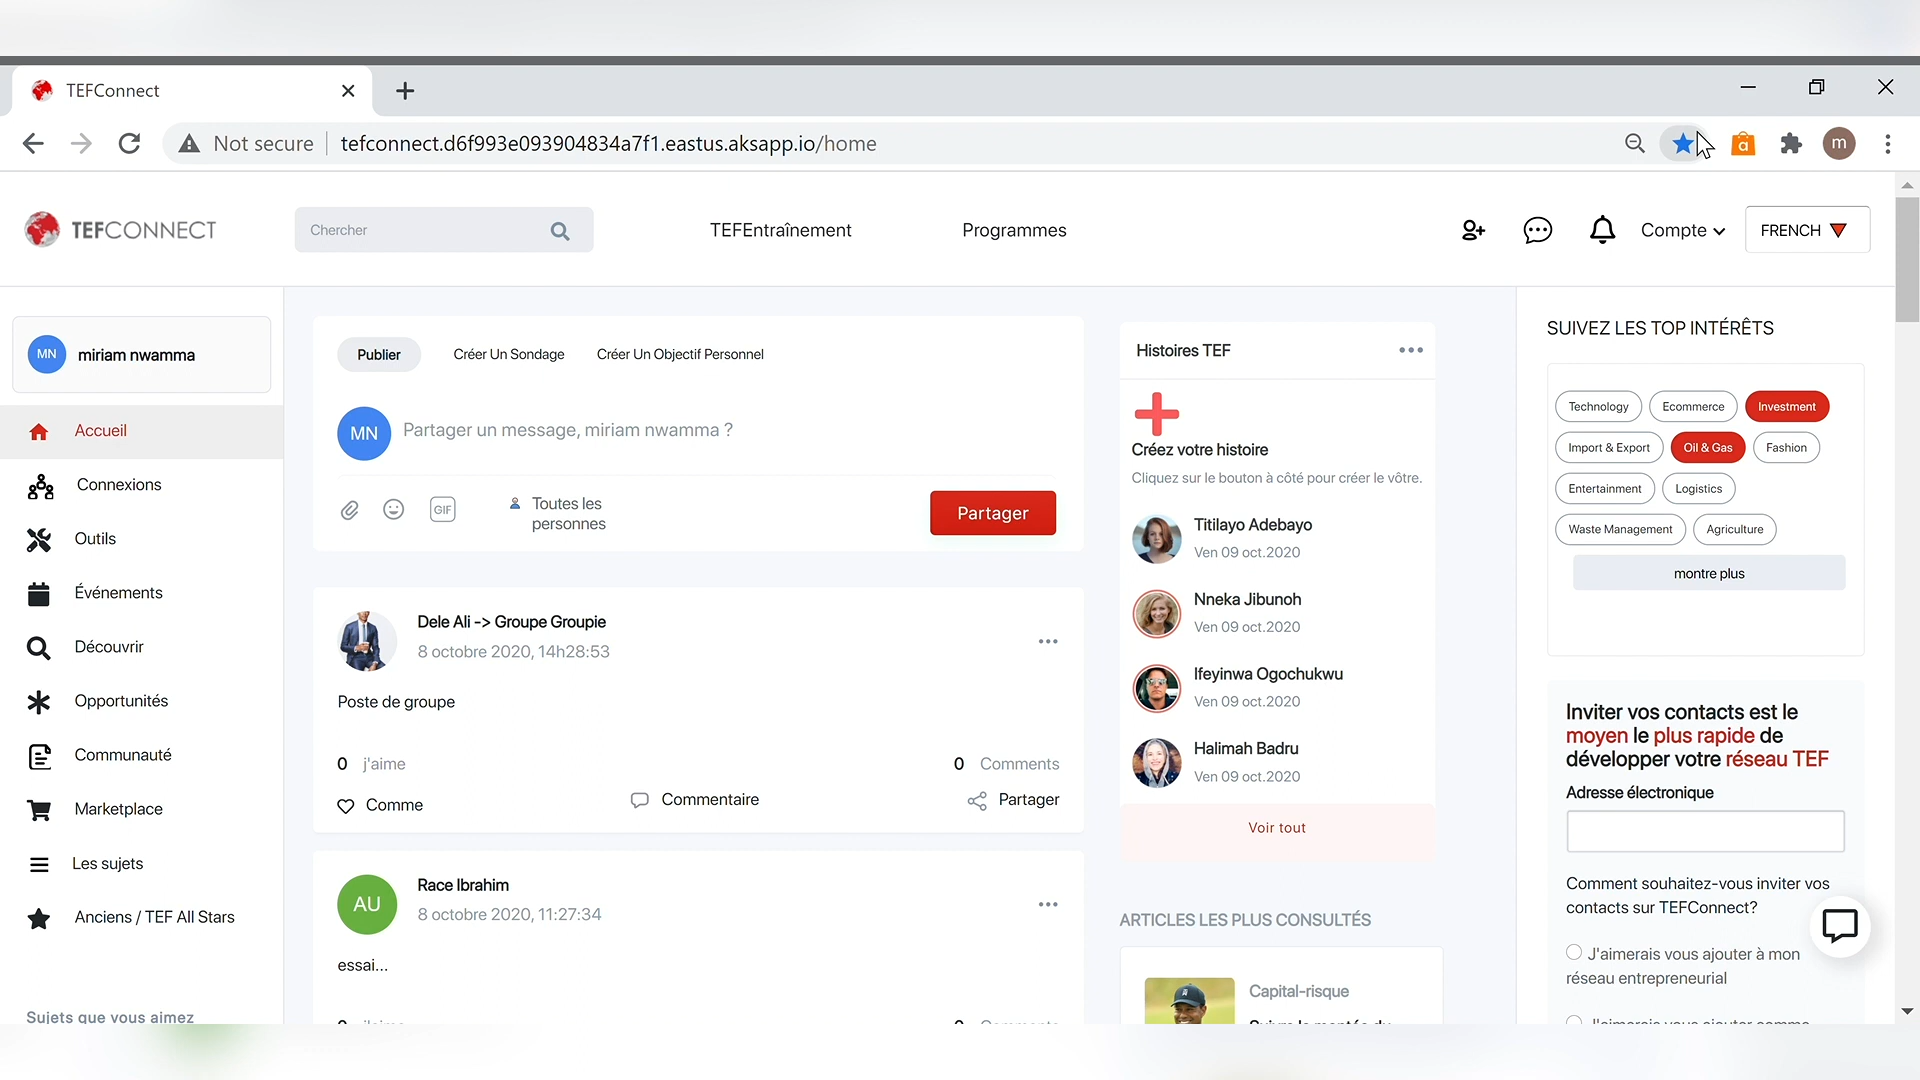 TEFConnect
Not secure
tefconnect.d6f993e093904834a7f1.eastus.aksapp.io/home
a
m
TEFCONNECT
Chercher
TEFEntraînement
Programmes
Compte
FRENCH
MN
miriam nwamma
Accueil
Connexions
Outils
Événements
Découvrir
Opportunités
Communauté
Marketplace
Les sujets
Anciens / TEF All Stars
Sujets que vous aimez
Publier
Créer Un Sondage
Créer Un Objectif Personnel
MN
Partager un message, miriam nwamma ?
GIF
Toutes les
personnes
Partager
Dele Ali -> Groupe Groupie
8 octobre 2020, 14h28:53
Poste de groupe
0 j'aime
0 Comments
Comme
Commentaire
Partager
AU
Race Ibrahim
8 octobre 2020, 11:27:34
essai...
Histoires TEF
Créez votre histoire
Cliquez sur le bouton à côté pour créer le vôtre.
Titilayo Adebayo
Ven 09 oct.2020
Nneka Jibunoh
Ven 09 oct.2020
Ifeyinwa Ogochukwu
Ven 09 oct.2020
Halimah Badru
Ven 09 oct.2020
Voir tout
ARTICLES LES PLUS CONSULTÉS
Capital-risque
SUIVEZ LES TOP INTÉRÊTS
Technology
Ecommerce
Investment
Import & Export
Oil & Gas
Fashion
Entertainment
Logistics
Waste Management
Agriculture
montre plus
Inviter vos contacts est le
moyen le plus rapide de
développer votre réseau TEF
Adresse électronique
Comment souhaitez-vous inviter vos
contacts sur TEFConnect?
J'aimerais vous ajouter à mon
réseau entrepreneurial